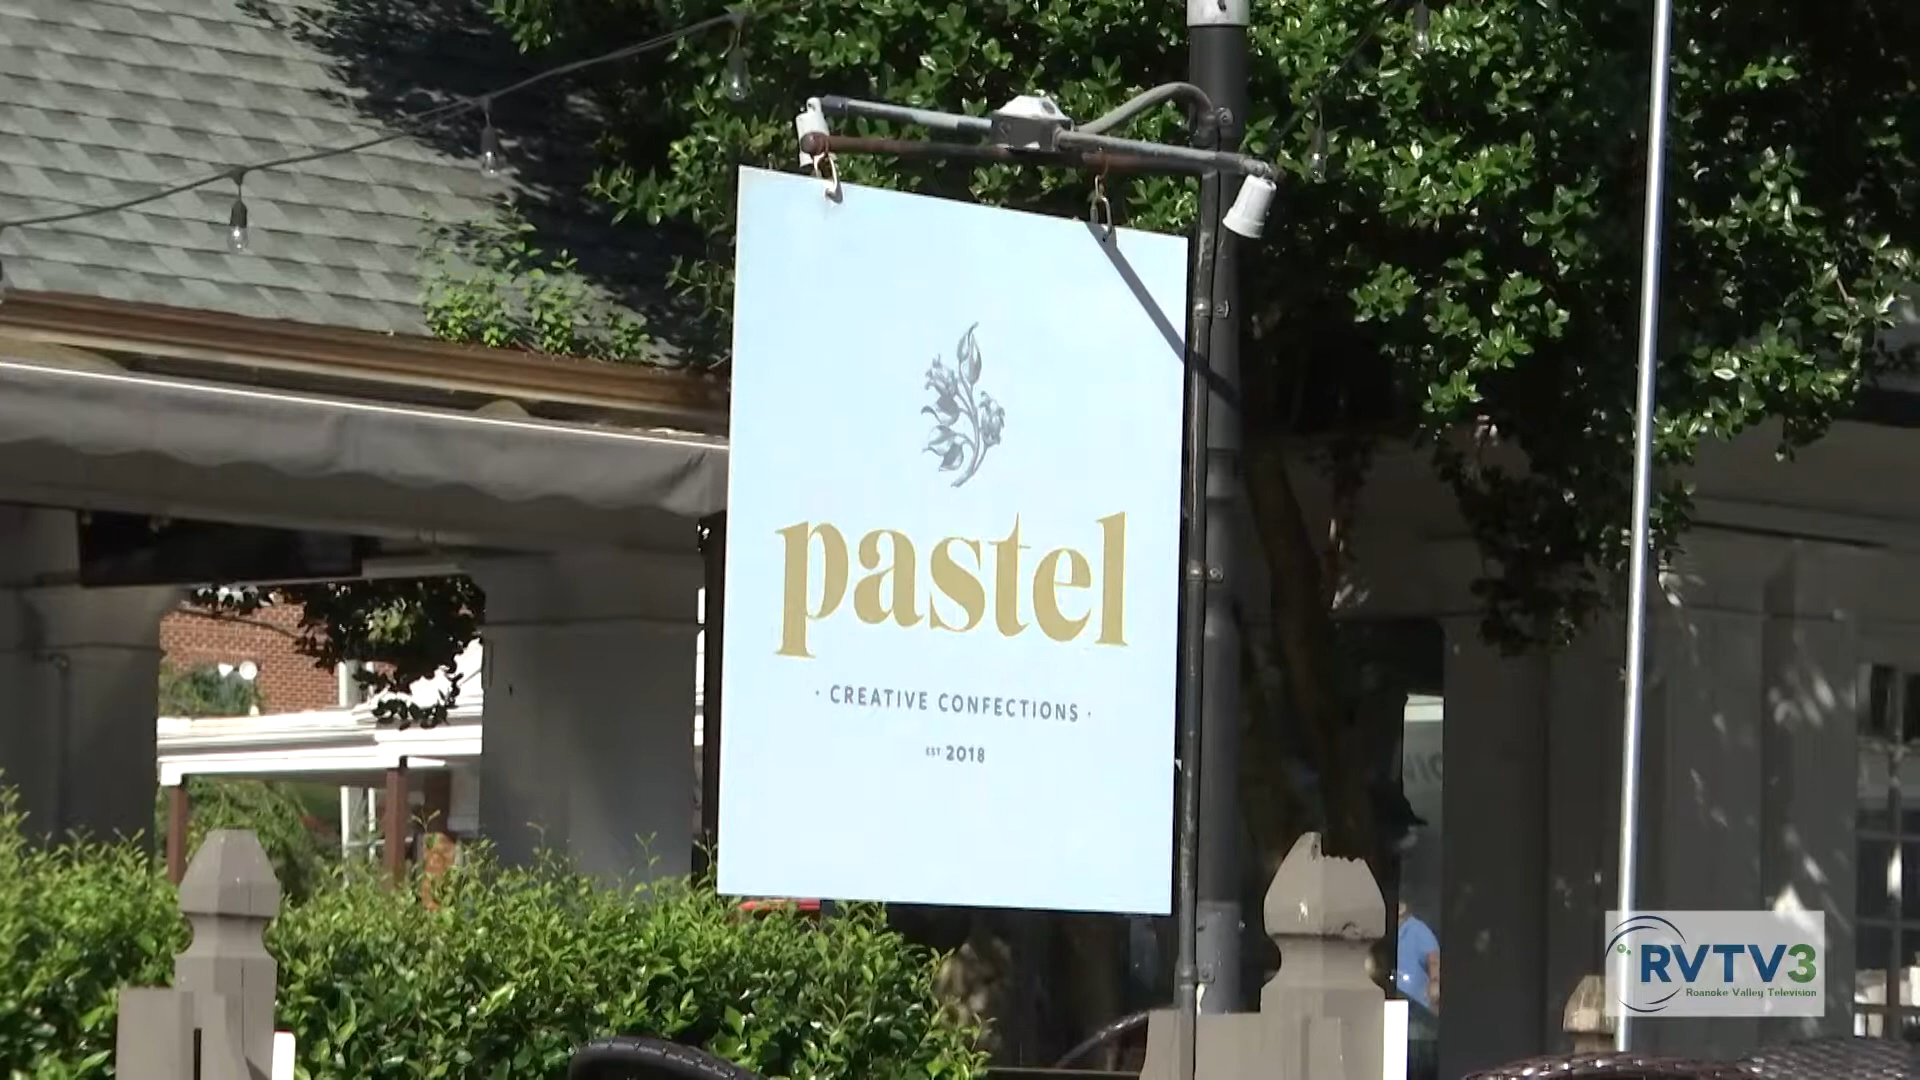 pastel
· CREATIVE CONFECTIONS ·
EST 2018
RVTV3
Roanoke Valley Television